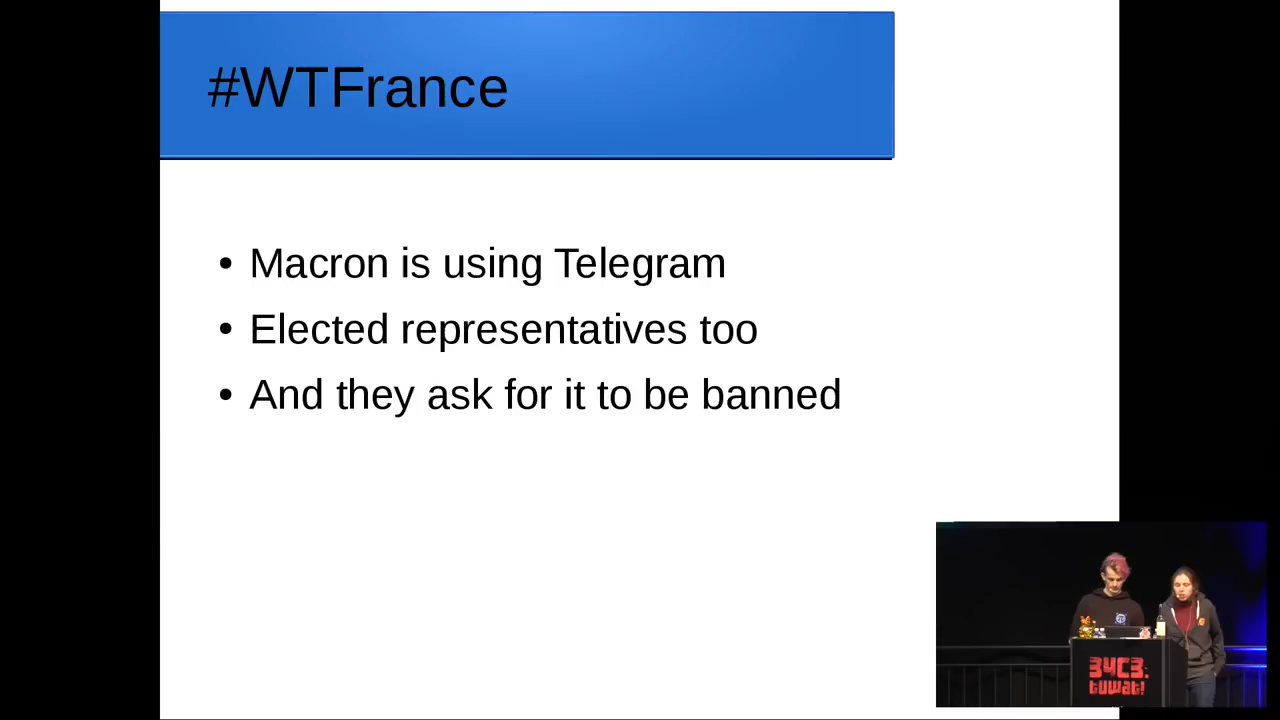 #WTFrance
• Macron is using Telegram
• Elected representatives too
• And they ask for it to be banned
34C3.
tuwat!